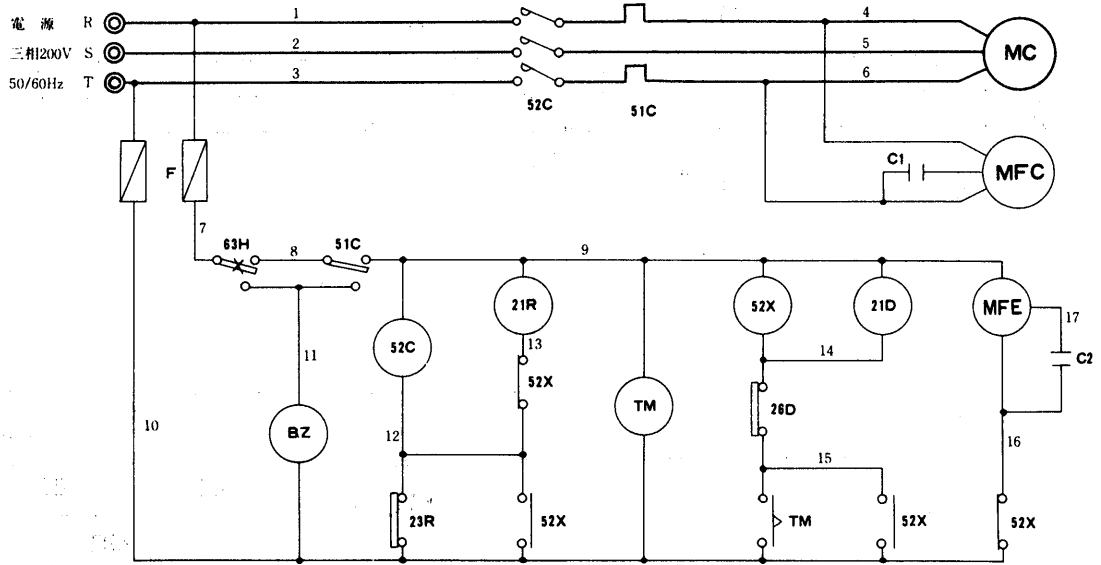 電源 R 1 4
三相200V S 2 5 MC
50/60Hz T 3 6
52C 51C
F C1 MFC
7
63H 8 51C 9
21R 52X 21D MFE 17
52C 13 14 C2
11 52X TM 26D
10 BZ 12 16
15
23R 52X TM 52X 52X